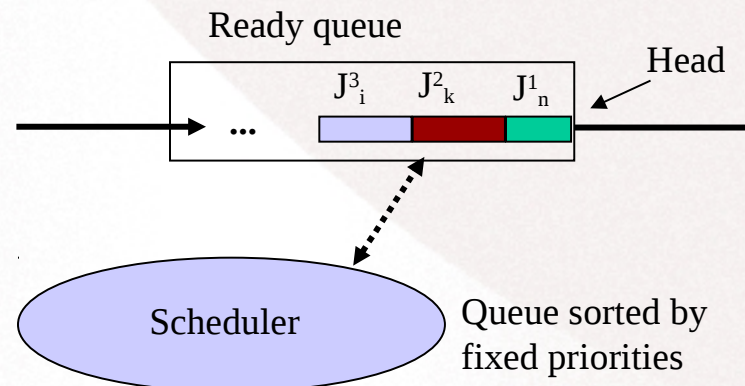 Ready queue
Head
J³ᵢ J²ₖ J¹ₙ
...
Scheduler
Queue sorted by
fixed priorities